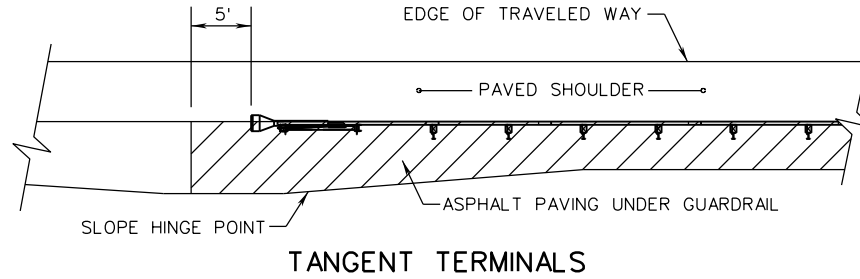 5'
EDGE OF TRAVELED WAY
PAVED SHOULDER
ASPHALT PAVING UNDER GUARDRAIL
SLOPE HINGE POINT
TANGENT TERMINALS